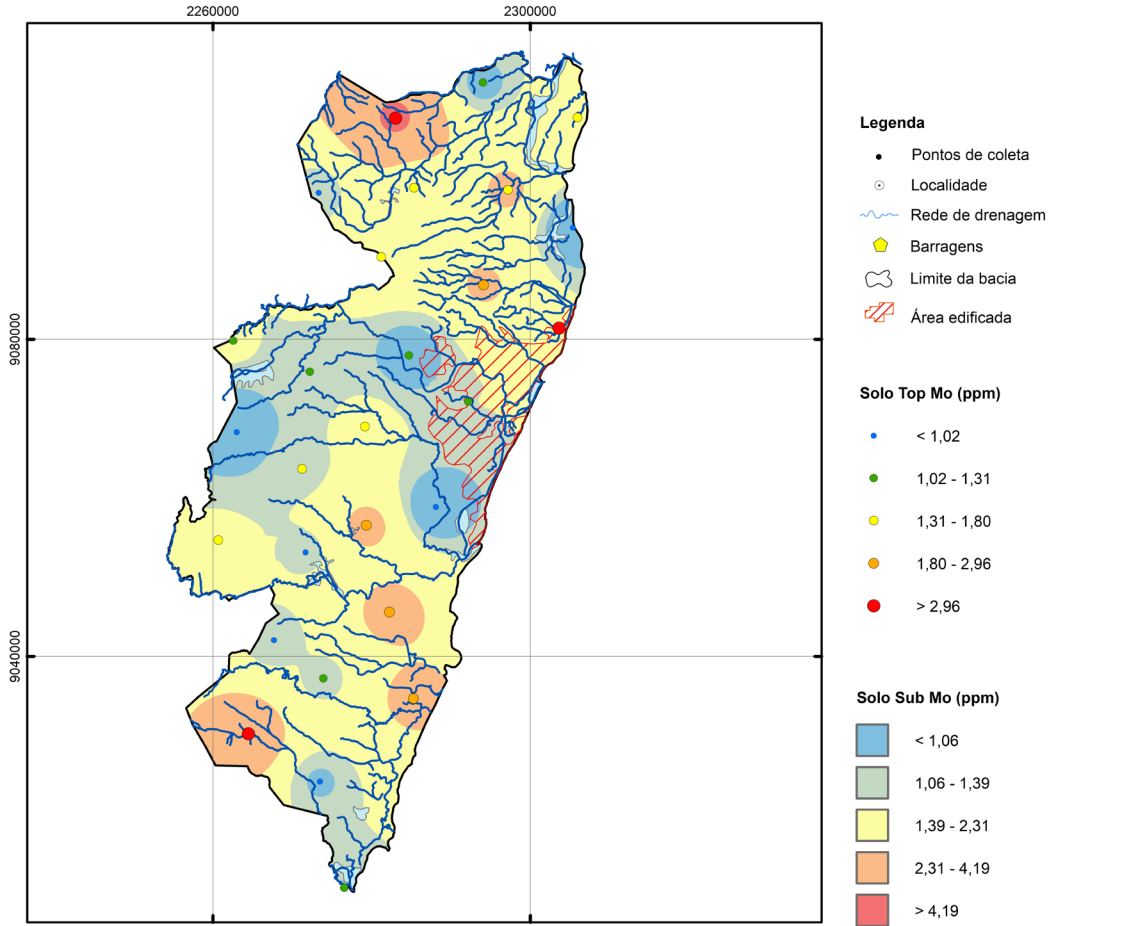 2260000 2300000
9080000
9040000
Legenda
Pontos de coleta
Localidade
Rede de drenagem
Barragens
Limite da bacia
Área edificada
Solo Top Mo (ppm)
< 1,02
1,02 - 1,31
1,31 - 1,80
1,80 - 2,96
> 2,96
Solo Sub Mo (ppm)
< 1,06
1,06 - 1,39
1,39 - 2,31
2,31 - 4,19
> 4,19